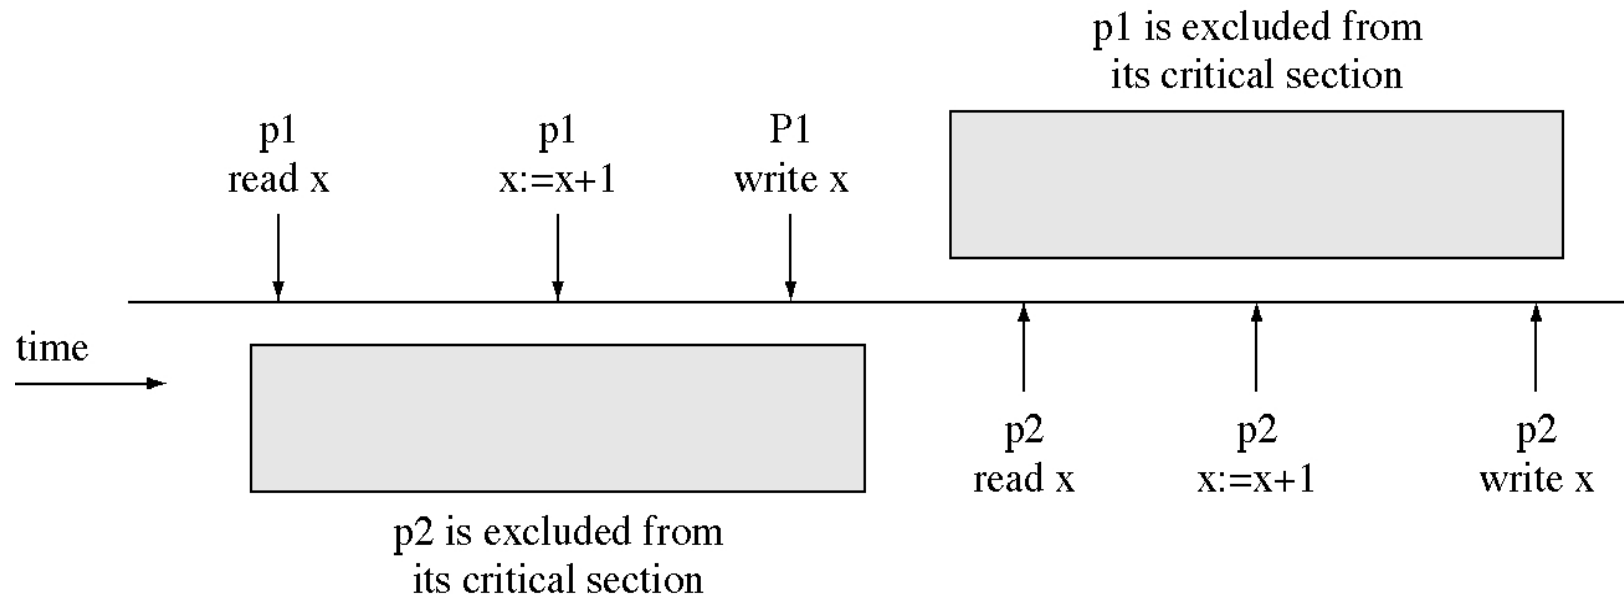 p1 is excluded from
its critical section
p1
read x
p1
x:=x+1
P1
write x
time
p2
read x
p2
x:=x+1
p2
write x
p2 is excluded from
its critical section